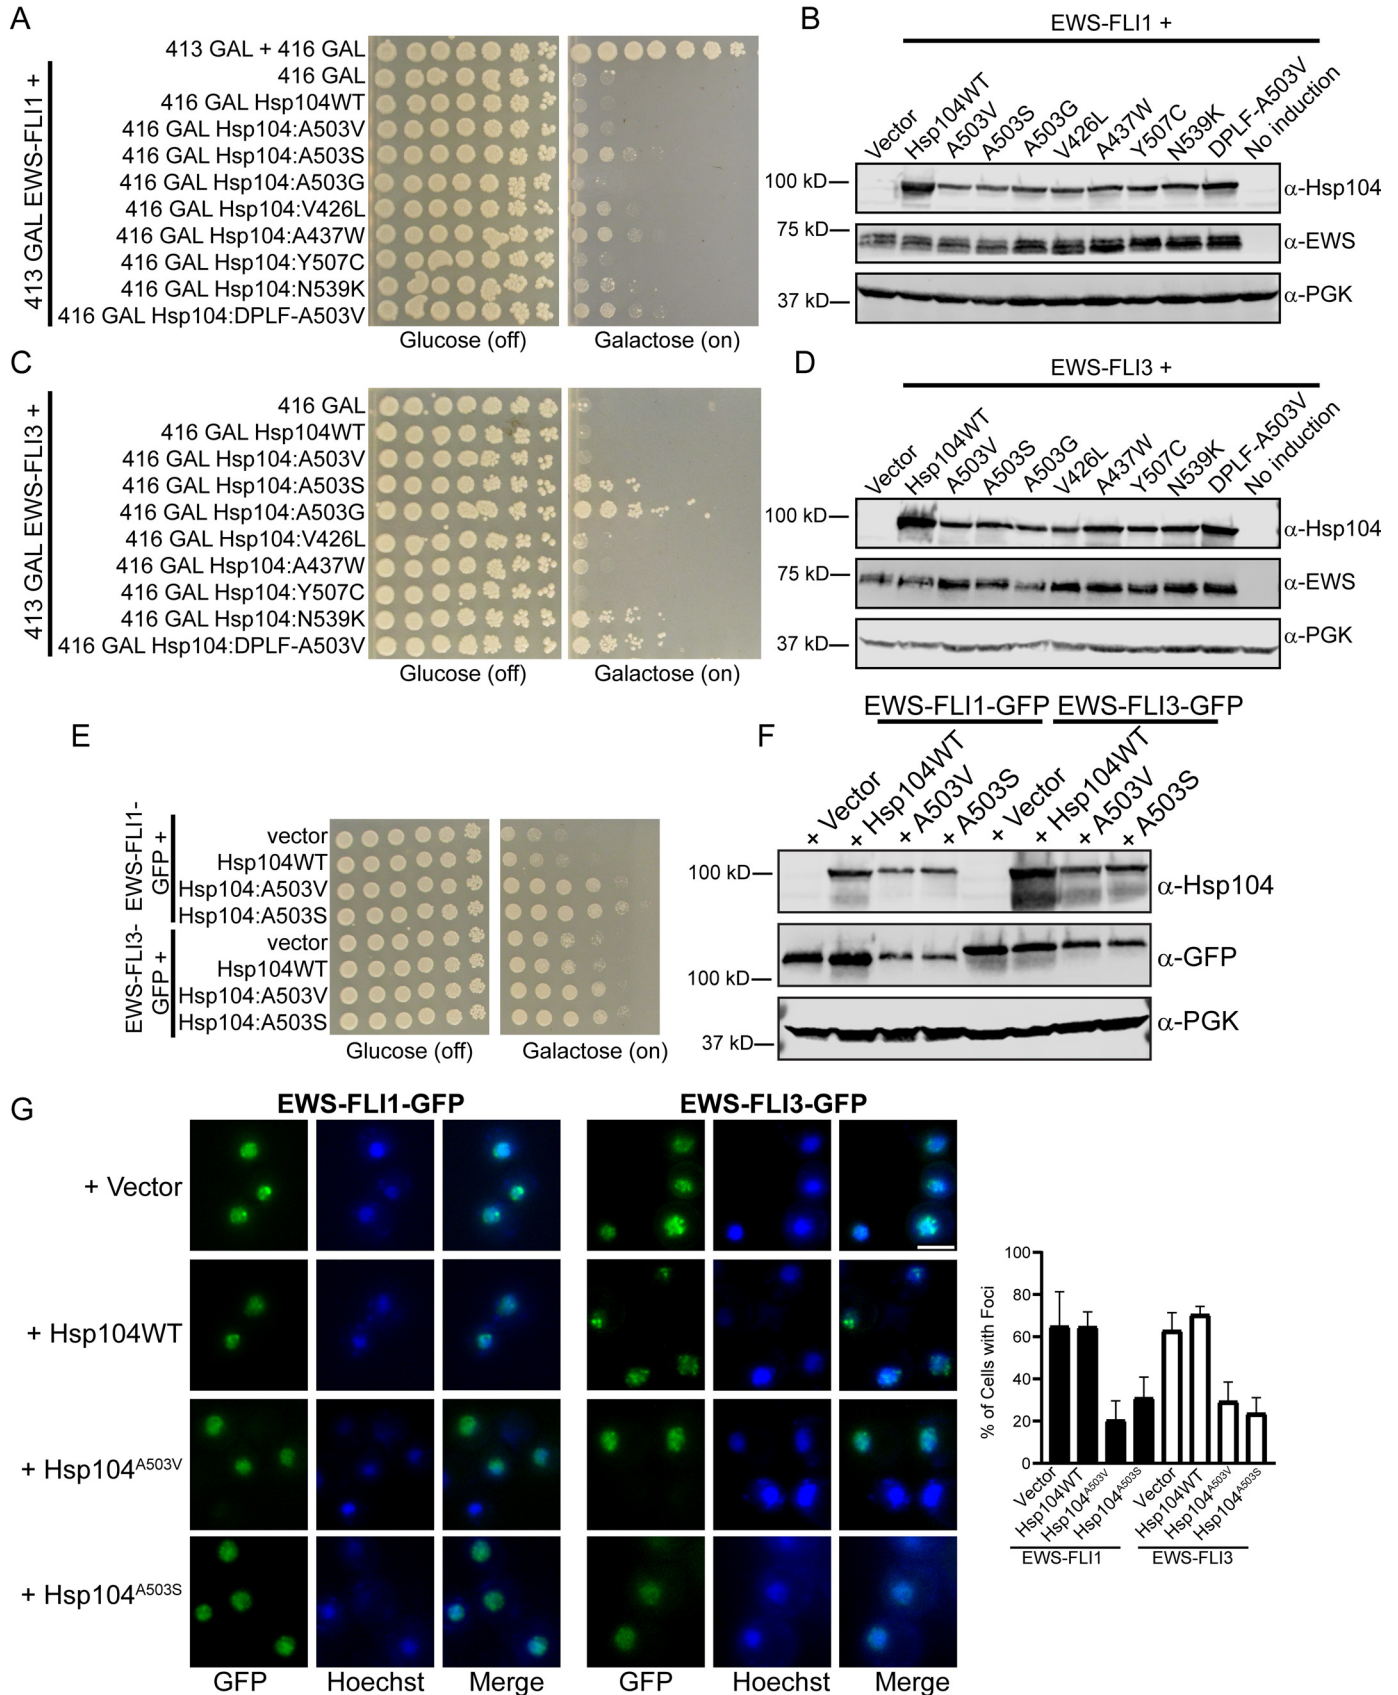 A
413 GAL EWS-FLI1 +
413 GAL + 416 GAL
416 GAL
416 GAL Hsp104WT
416 GAL Hsp104:A503V
416 GAL Hsp104:A503S
416 GAL Hsp104:A503G
416 GAL Hsp104:V426L
416 GAL Hsp104:A437W
416 GAL Hsp104:Y507C
416 GAL Hsp104:N539K
416 GAL Hsp104:DPLF-A503V
Glucose (off)
Galactose (on)
B
EWS-FLI1 +
Vector
Hsp104WT
A503V
A503S
A503G
V426L
A437W
Y507C
N539K
DPLF-A503V
No induction
100 kD
α-Hsp104
75 kD
α-EWS
37 kD
α-PGK
C
413 GAL EWS-FLI3 +
416 GAL
416 GAL Hsp104WT
416 GAL Hsp104:A503V
416 GAL Hsp104:A503S
416 GAL Hsp104:A503G
416 GAL Hsp104:V426L
416 GAL Hsp104:A437W
416 GAL Hsp104:Y507C
416 GAL Hsp104:N539K
416 GAL Hsp104:DPLF-A503V
Glucose (off)
Galactose (on)
D
EWS-FLI3 +
Vector
Hsp104WT
A503V
A503S
A503G
V426L
A437W
Y507C
N539K
DPLF-A503V
No induction
100 kD
α-Hsp104
75 kD
α-EWS
37 kD
α-PGK
E
EWS-FLI1-
GFP +
vector
Hsp104WT
Hsp104:A503V
Hsp104:A503S
EWS-FLI3-
GFP +
vector
Hsp104WT
Hsp104:A503V
Hsp104:A503S
Glucose (off)
Galactose (on)
F
EWS-FLI1-GFP
EWS-FLI3-GFP
+ Vector
+ Hsp104WT
+ A503V
+ A503S
+ Vector
+ Hsp104WT
+ A503V
+ A503S
100 kD
α-Hsp104
α-GFP
100 kD
α-PGK
37 kD
G
EWS-FLI1-GFP
EWS-FLI3-GFP
+ Vector
+ Hsp104WT
+ Hsp104A503V
+ Hsp104A503S
GFP
Hoechst
Merge
GFP
Hoechst
Merge
% of Cells with Foci
100
80
60
40
20
0
Vector
Hsp104WT
Hsp104A503V
Hsp104A503S
Vector
Hsp104WT
Hsp104A503V
Hsp104A503S
EWS-FLI1
EWS-FLI3